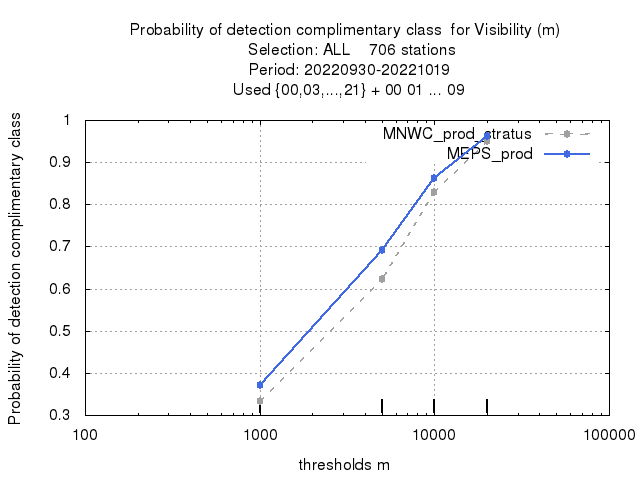 Probability of detection complimentary class  for Visibility (m)
Selection: ALL    706 stations
Period: 20220930-20221019
Used {00,03,...,21} + 00 01 ... 09
Probability of detection complimentary class
1
0.9
0.8
0.7
0.6
0.5
0.4
0.3
MNWC_prod_stratus
MEPS_prod
100
1000
10000
100000
thresholds m